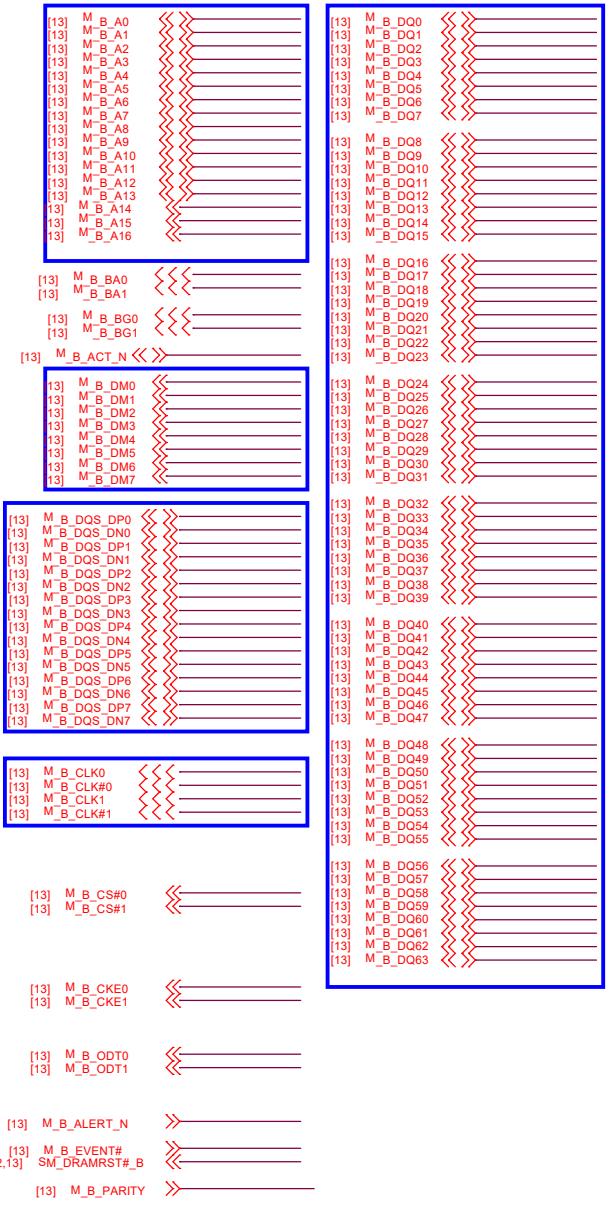 [13] M_B_A0
[13] M_B_A1
[13] M_B_A2
[13] M_B_A3
[13] M_B_A4
[13] M_B_A5
[13] M_B_A6
[13] M_B_A7
[13] M_B_A8
[13] M_B_A9
[13] M_B_A10
[13] M_B_A11
[13] M_B_A12
[13] M_B_A13
13] M_B_A14
13] M_B_A15
13] M_B_A16
[13] M_B_BA0
[13] M_B_BA1
[13] M_B_BG0
[13] M_B_BG1
[13] M_B_ACT_N
13] M_B_DM0
13] M_B_DM1
13] M_B_DM2
13] M_B_DM3
13] M_B_DM4
13] M_B_DM5
13] M_B_DM6
13] M_B_DM7
[13] M_B_DQS_DP0
[13] M_B_DQS_DN0
[13] M_B_DQS_DP1
[13] M_B_DQS_DN1
[13] M_B_DQS_DP2
[13] M_B_DQS_DN2
[13] M_B_DQS_DP3
[13] M_B_DQS_DN3
[13] M_B_DQS_DP4
[13] M_B_DQS_DN4
[13] M_B_DQS_DP5
[13] M_B_DQS_DN5
[13] M_B_DQS_DP6
[13] M_B_DQS_DN6
[13] M_B_DQS_DP7
[13] M_B_DQS_DN7
[13] M_B_CLK0
[13] M_B_CLK#0
[13] M_B_CLK1
[13] M_B_CLK#1
[13] M_B_CS#0
[13] M_B_CS#1
[13] M_B_CKE0
[13] M_B_CKE1
[13] M_B_ODT0
[13] M_B_ODT1
[13] M_B_ALERT_N
[13] M_B_EVENT#
2,13] SM_DRAMRST#_B
[13] M_B_PARITY
[13] M_B_DQ0
[13] M_B_DQ1
[13] M_B_DQ2
[13] M_B_DQ3
[13] M_B_DQ4
[13] M_B_DQ5
[13] M_B_DQ6
[13] M_B_DQ7
[13] M_B_DQ8
[13] M_B_DQ9
[13] M_B_DQ10
[13] M_B_DQ11
[13] M_B_DQ12
[13] M_B_DQ13
[13] M_B_DQ14
[13] M_B_DQ15
[13] M_B_DQ16
[13] M_B_DQ17
[13] M_B_DQ18
[13] M_B_DQ19
[13] M_B_DQ20
[13] M_B_DQ21
[13] M_B_DQ22
[13] M_B_DQ23
[13] M_B_DQ24
[13] M_B_DQ25
[13] M_B_DQ26
[13] M_B_DQ27
[13] M_B_DQ28
[13] M_B_DQ29
[13] M_B_DQ30
[13] M_B_DQ31
[13] M_B_DQ32
[13] M_B_DQ33
[13] M_B_DQ34
[13] M_B_DQ35
[13] M_B_DQ36
[13] M_B_DQ37
[13] M_B_DQ38
[13] M_B_DQ39
[13] M_B_DQ40
[13] M_B_DQ41
[13] M_B_DQ42
[13] M_B_DQ43
[13] M_B_DQ44
[13] M_B_DQ45
[13] M_B_DQ46
[13] M_B_DQ47
[13] M_B_DQ48
[13] M_B_DQ49
[13] M_B_DQ50
[13] M_B_DQ51
[13] M_B_DQ52
[13] M_B_DQ53
[13] M_B_DQ54
[13] M_B_DQ55
[13] M_B_DQ56
[13] M_B_DQ57
[13] M_B_DQ58
[13] M_B_DQ59
[13] M_B_DQ60
[13] M_B_DQ61
[13] M_B_DQ62
[13] M_B_DQ63